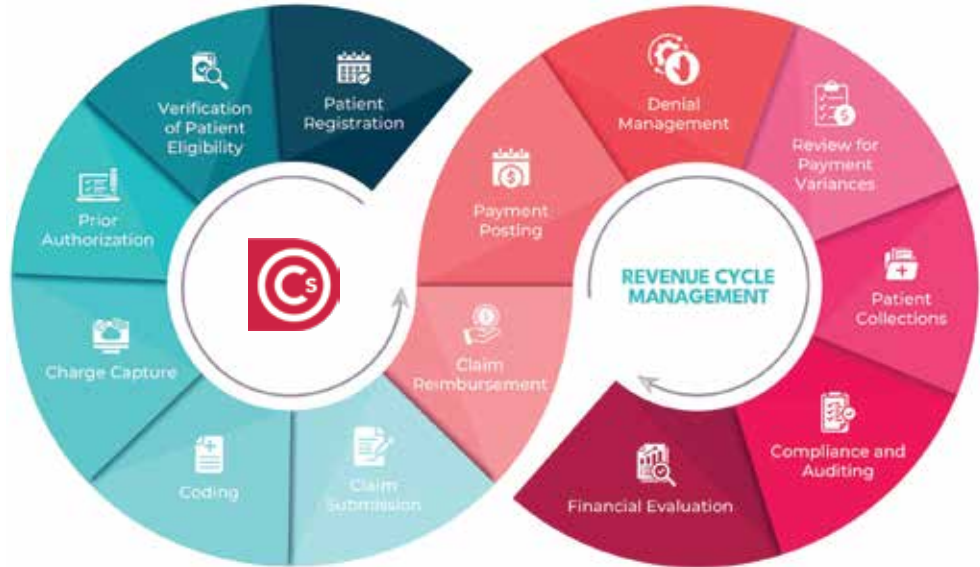 Patient
Registration
Verification
of Patient
Eligibility
Prior
Authorization
Charge Capture
Coding
Claim
Submission
Claim
Reimbursement
Payment
Posting
Denial
Management
Review for
Payment
Variances
Patient
Collections
Compliance and
Auditing
Financial Evaluation
CS
REVENUE CYCLE
MANAGEMENT